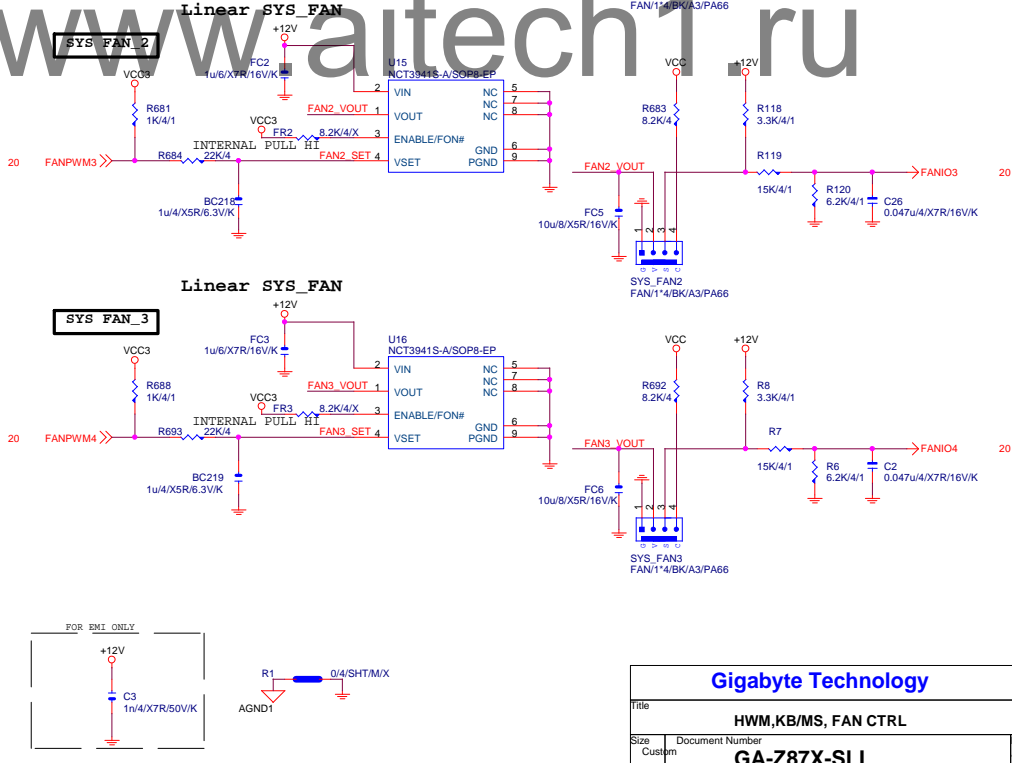 www.aitech1.ru
Linear SYS_FAN
FAN/1*4/BK/A3/PA66
SYS FAN_2
+12V
FC2
1u/6/X7R/16V/K
U15
NCT3941S-A/SOP8-EP
VCC
+12V
VCC3
R681
1K/4/1
2 VIN
NC 5
NC 7
NC 8
FAN2_VOUT 1 VOUT
R683
8.2K/4
R118
3.3K/4/1
VCC3
FR2 8.2K/4/X 3 ENABLE/FON#
INTERNAL PULL HI
GND 6
PGND 9
20 FANPWM3 R684 22K/4 FAN2_SET 4 VSET
R119
15K/4/1
FAN2_VOUT
FANIO3 20
BC218
1u/4/X5R/6.3V/K
FC5
10u/8/X5R/16V/K
R120
6.2K/4/1
C26
0.047u/4/X7R/16V/K
1 2 3 4
G V S C
SYS_FAN2
FAN/1*4/BK/A3/PA66
Linear SYS_FAN
SYS FAN_3
+12V
FC3
1u/6/X7R/16V/K
U16
NCT3941S-A/SOP8-EP
VCC
+12V
VCC3
R688
1K/4/1
2 VIN
NC 5
NC 7
NC 8
FAN3_VOUT 1 VOUT
R692
8.2K/4
R8
3.3K/4/1
VCC3
FR3 8.2K/4/X 3 ENABLE/FON#
INTERNAL PULL HI
GND 6
PGND 9
20 FANPWM4 R693 22K/4 FAN3_SET 4 VSET
R7
15K/4/1
FAN3_VOUT
FANIO4 20
BC219
1u/4/X5R/6.3V/K
FC6
10u/8/X5R/16V/K
R6
6.2K/4/1
C2
0.047u/4/X7R/16V/K
1 2 3 4
G V S C
SYS_FAN3
FAN/1*4/BK/A3/PA66
FOR EMI ONLY
+12V
C3
1n/4/X7R/50V/K
R1 0/4/SHT/M/X
AGND1
Gigabyte Technology
Title
HWM,KB/MS, FAN CTRL
Size
Custom
Document Number
GA-Z87X-SLI